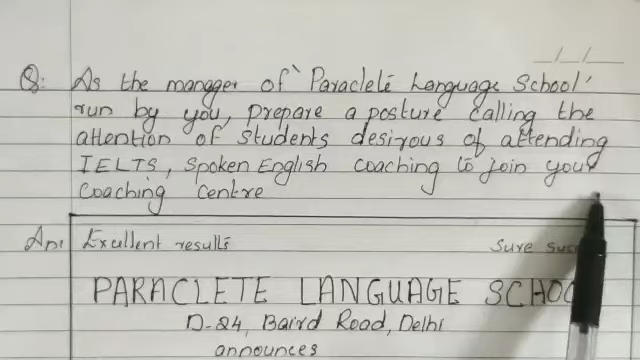 Q: As the manager of 'Paraclete Language School'
run by you, prepare a posture calling the
attention of students desirous of attending
IELTS, Spoken English coaching to join your
coaching centre
Ans Excellent results Sure
PARACLETE LANGUAGE
D-24, Baird Road, Delhi
announces